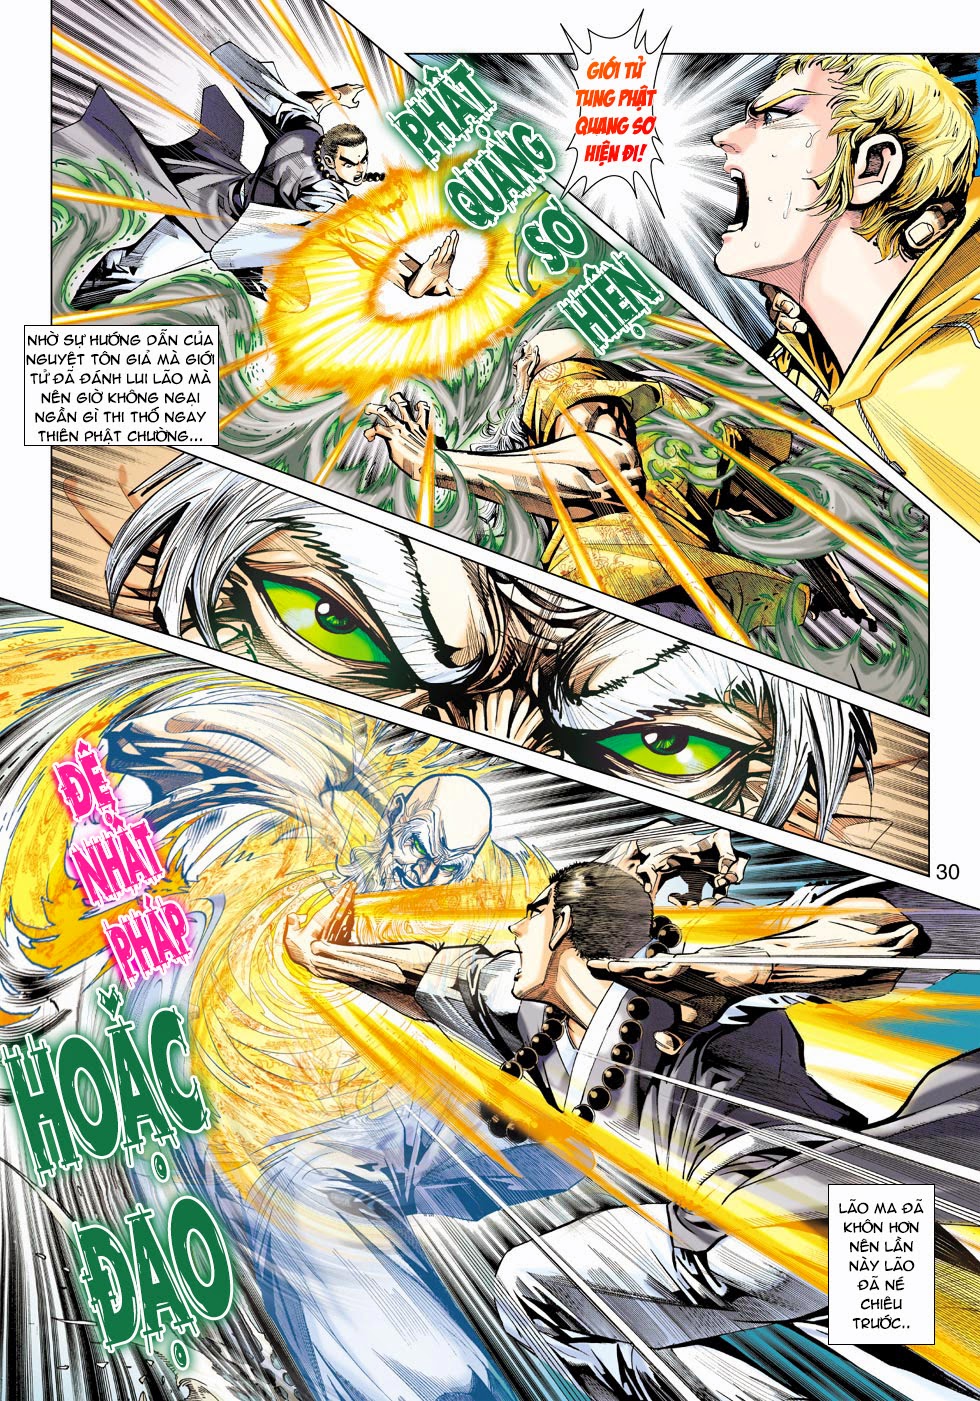 GIỚI TỬ
TUNG PHẬT
QUANG SƠ
HIỆN ĐI!
PHẬT
QUANG
SƠ
HIỆN
NHỜ SỰ HƯỚNG DẪN CỦA
NGUYỆT TÔN GIẢ MÀ GIỚI
TỬ ĐÃ ĐÁNH LUI LÃO MA
NÊN GIỜ KHÔNG NGẠI
NGẦN GÌ THI THỐ NGAY
THIÊN PHẬT CHƯỜNG...
30
ĐỆ
NHẤT
PHÁP
HOẶC
ĐẠO
LÃO MA ĐÃ
KHÔN HƠN
NÊN LẦN
NÀY LÃO
ĐÃ NÉ
CHIÊU
TRƯỚC..